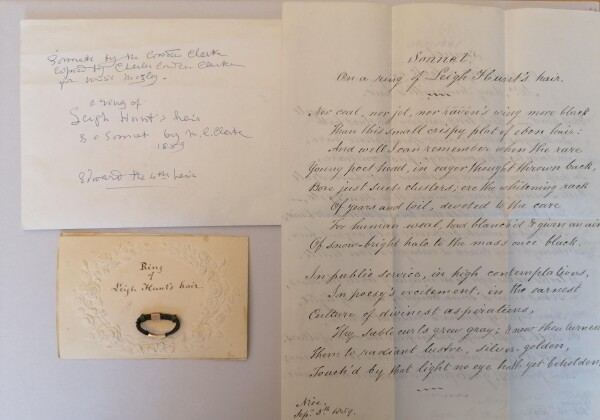 Sonnets by the Cowden Clarke
Copied by Charles Cowden Clarke
for Miss Mozley.
a ring of
Leigh Hunt's hair
& a Sonnet by M. C. Clarke
1859
Edward the 4ths hair
Ring
of
Leigh Hunt's hair.
Sonnet.
On a ring of Leigh Hunt's hair.
Nor coal, nor jet, nor raven's wing more black
Than this small crispy plat of ebon hair:
And well I can remember when the rare
Young poet head, in eager thought thrown back,
Bore just such clusters; ere the whitening rack
Of years and toil, devoted to the care
For human weal, had blanch'd & given an air
Of snow-bright halo to the mass once black.
In public service, in high contemplations,
In poesy's excitement, in the earnest
Culture of divinest aspirations,
Thy sable curls grew gray; & now thou turnest
Them to radiant lustre, silver-golden,
Touch'd by that light no eye hath yet beholden.
Nice.
Sep. 5th 1859.